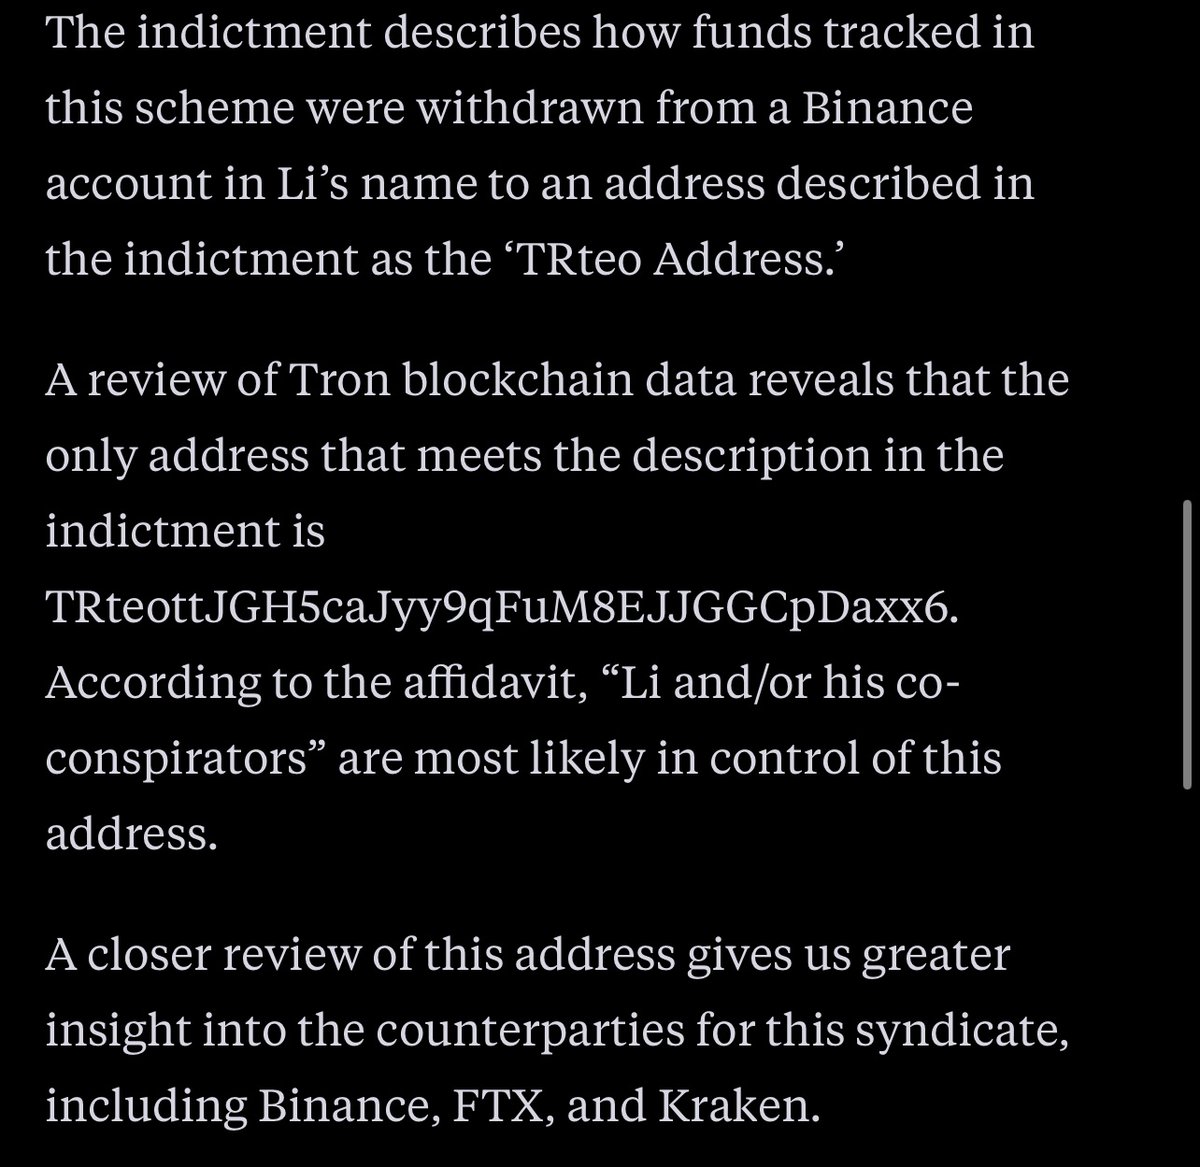 The indictment describes how funds tracked in
this scheme were withdrawn from a Binance
account in Li’s name to an address described in
the indictment as the ‘TRteo Address.’
A review of Tron blockchain data reveals that the
only address that meets the description in the
indictment is
TRteottJGH5caJyy9qFuM8EJJGGCpDaxx6.
According to the affidavit, “Li and/or his co-
conspirators” are most likely in control of this
address.
A closer review of this address gives us greater
insight into the counterparties for this syndicate,
including Binance, FTX, and Kraken.